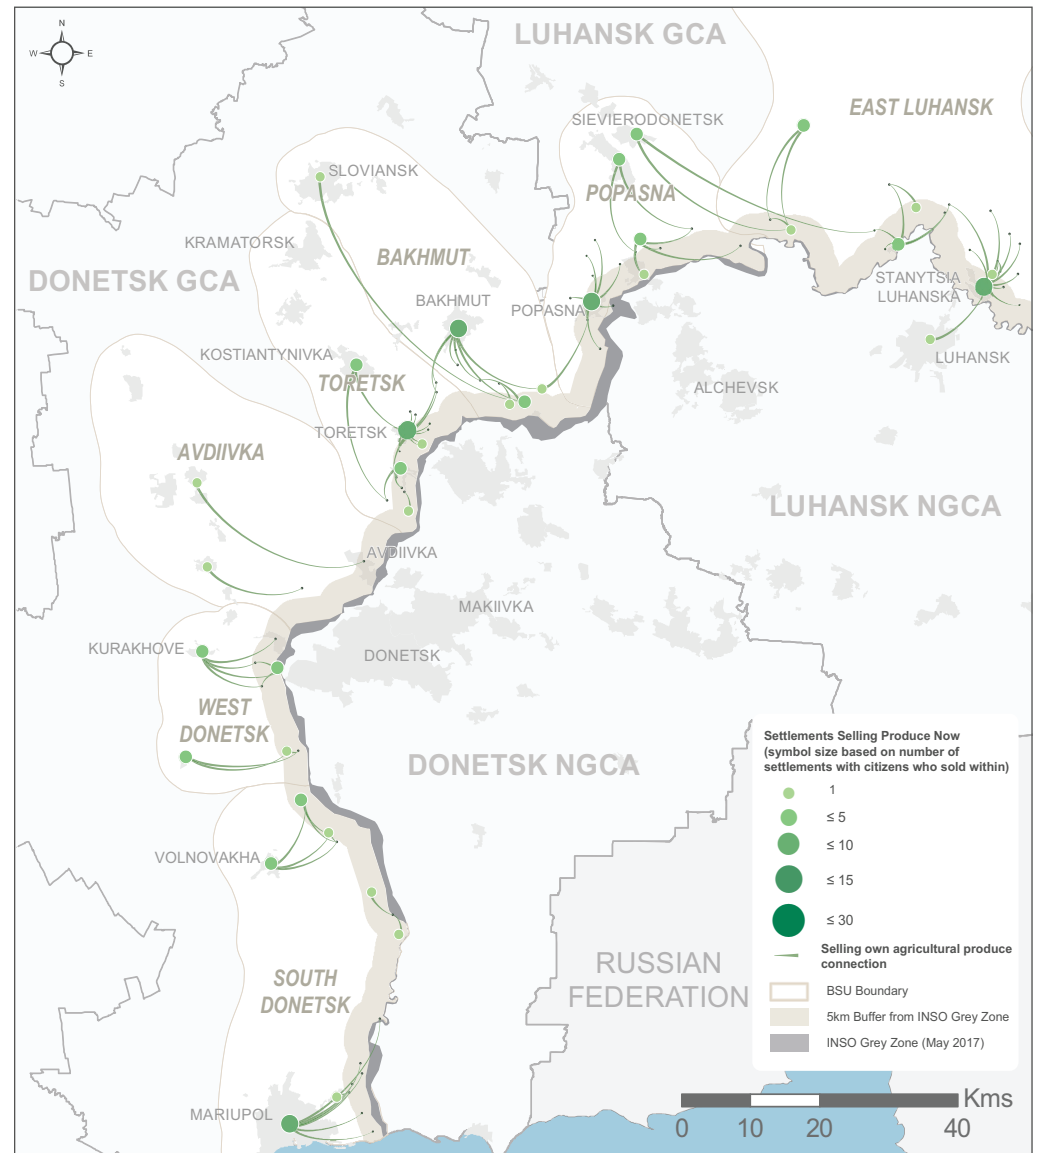 N
W
E
S
LUHANSK GCA
EAST LUHANSK
SIEVIERODONETSK
SLOVIANSK
POPASNA
KRAMATORSK
BAKHMUT
DONETSK GCA
STANYTSIA
LUHANSKA
BAKHMUT
POPASNA
KOSTIANTYNIVKA
LUHANSK
TORETSK
ALCHEVSK
TORETSK
AVDIIVKA
LUHANSK NGCA
AVDIIVKA
MAKIIVKA
KURAKHOVE
DONETSK
WEST
DONETSK
DONETSK NGCA
VOLNOVAKHA
RUSSIAN
FEDERATION
SOUTH
DONETSK
MARIUPOL
Settlements Selling Produce Now
(symbol size based on number of
settlements with citizens who sold within)
1
≤ 5
≤ 10
≤ 15
≤ 30
Selling own agricultural produce
connection
BSU Boundary
5km Buffer from INSO Grey Zone
INSO Grey Zone (May 2017)
Kms
0 10 20 40